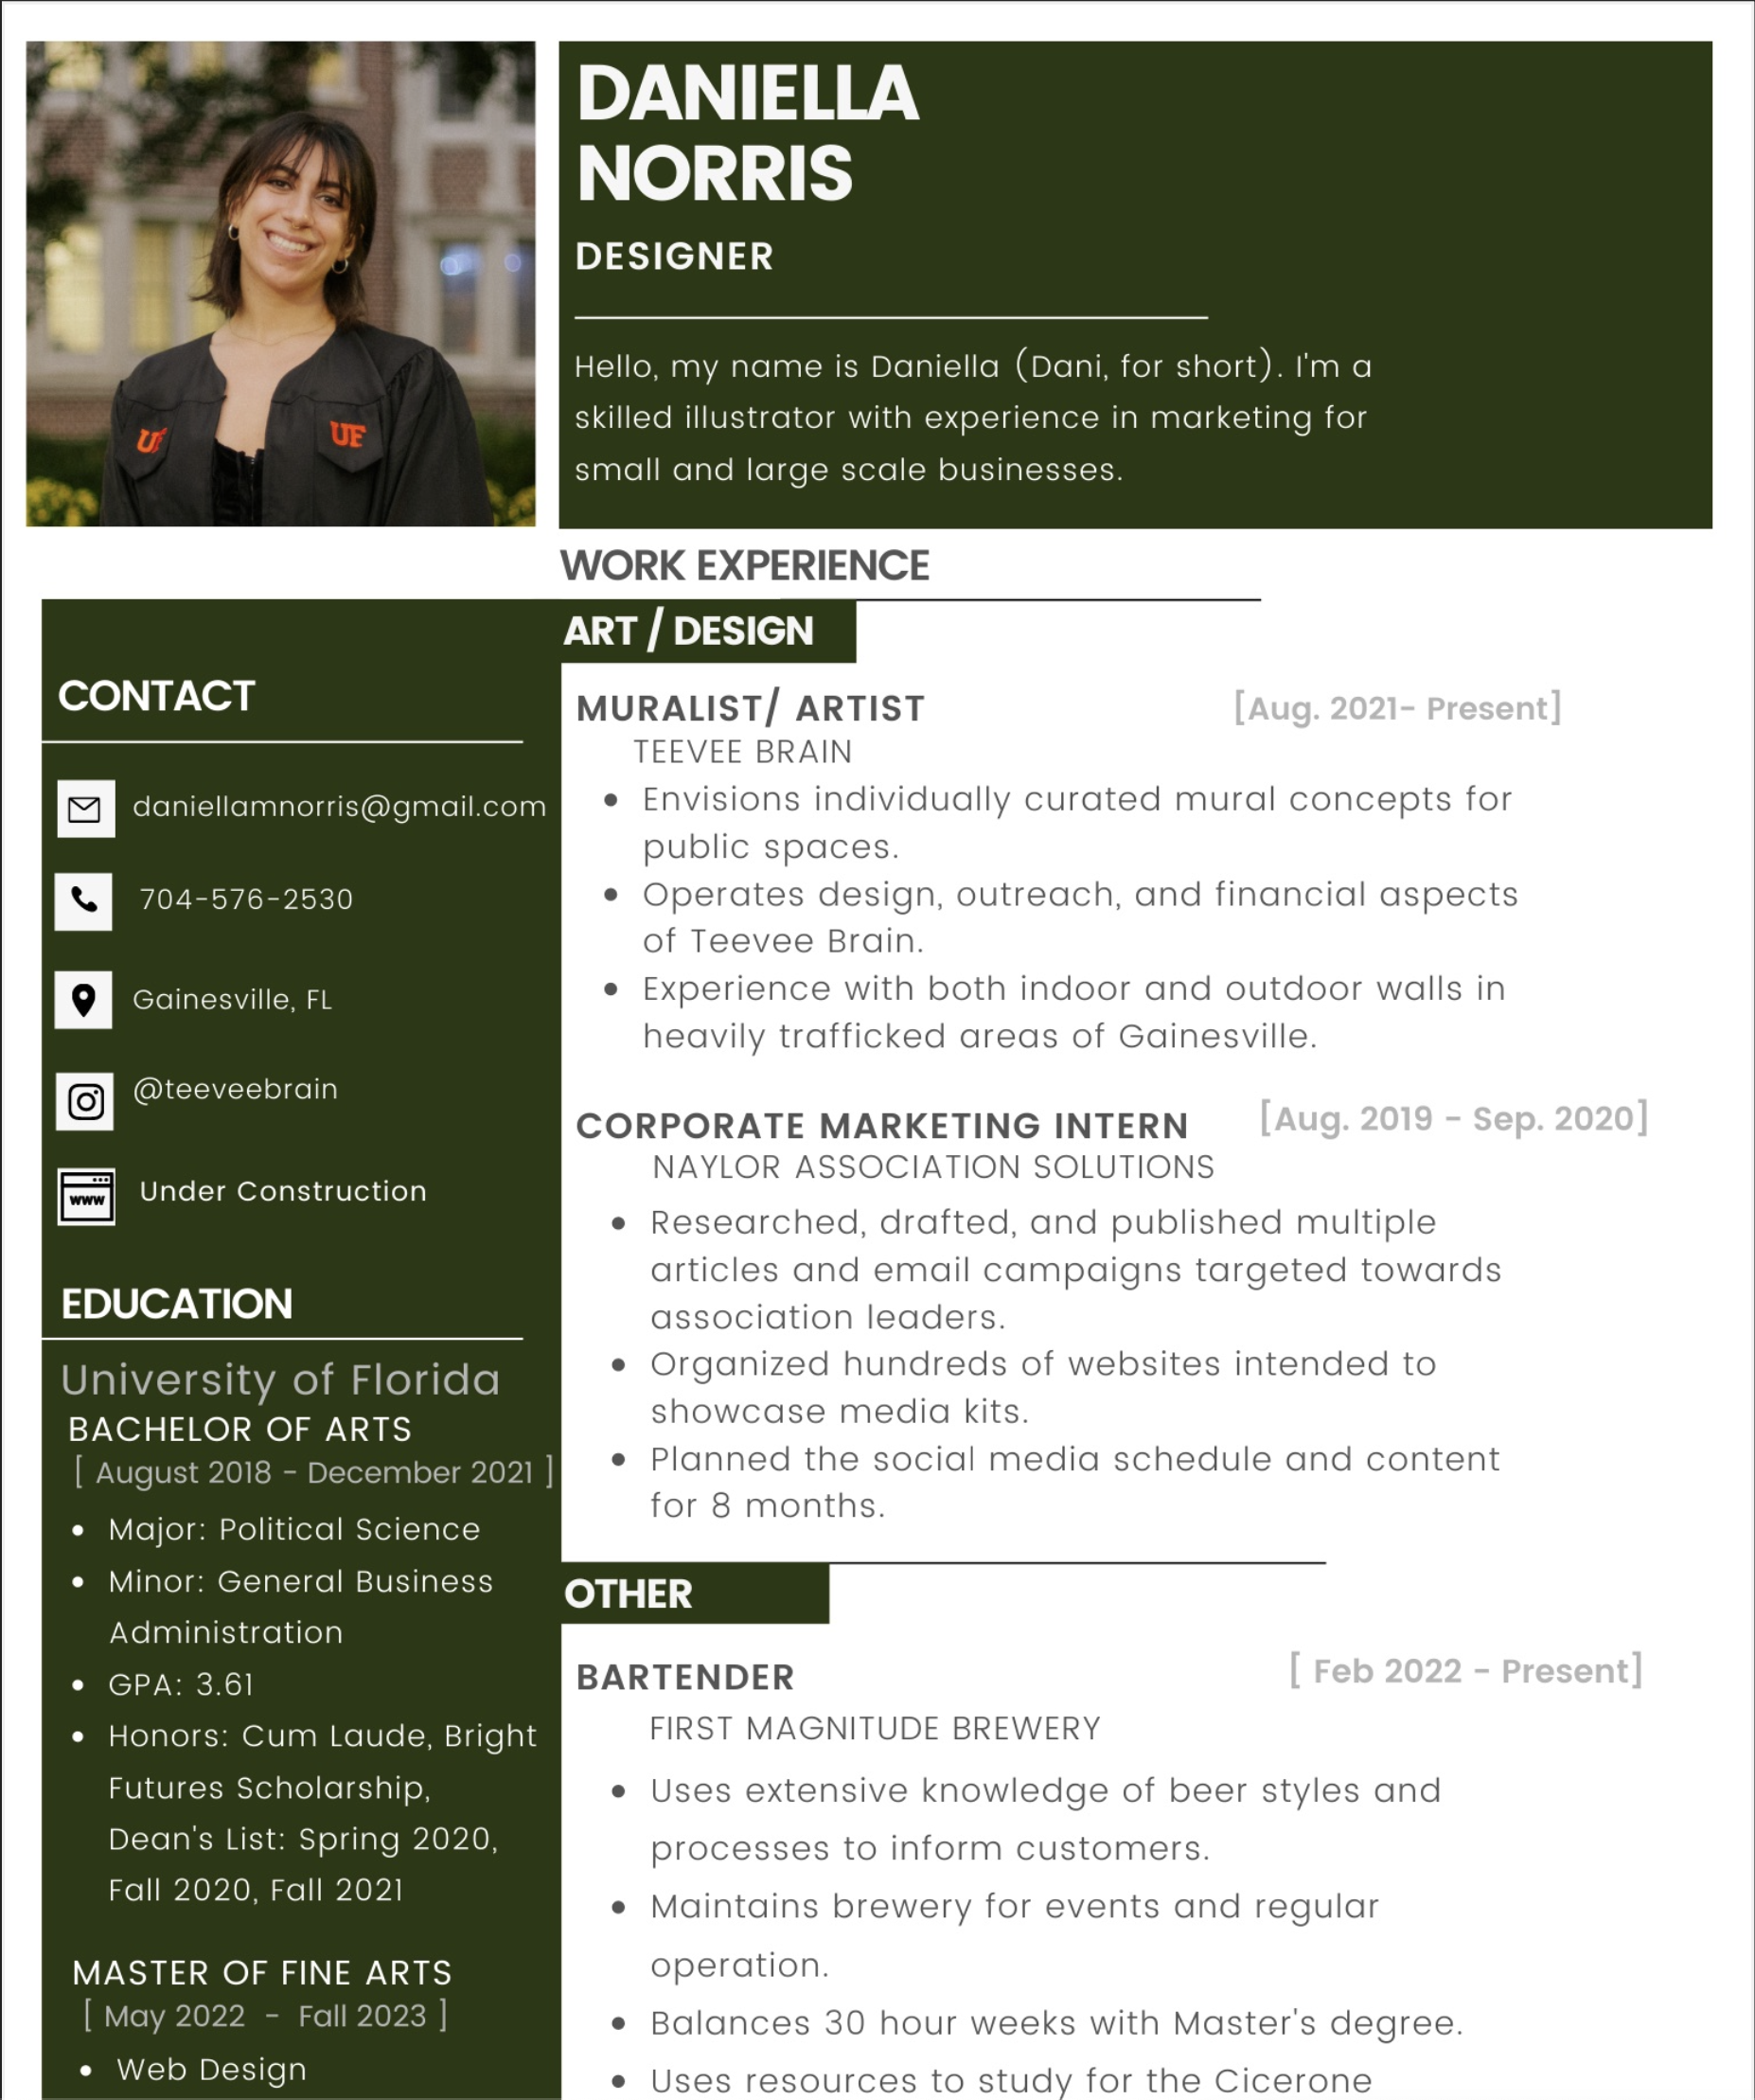 DANIELLA
NORRIS
DESIGNER
Hello, my name is Daniella (Dani, for short). I'm a
skilled illustrator with experience in marketing for
small and large scale businesses.
UF
UF
CONTACT
daniellamnorris@gmail.com
704-576-2530
Gainesville, FL
@teeveebrain
www
Under Construction
EDUCATION
University of Florida
BACHELOR OF ARTS
[ August 2018 - December 2021 ]
• Major: Political Science
• Minor: General Business
Administration
• GPA: 3.61
• Honors: Cum Laude, Bright
Futures Scholarship,
Dean's List: Spring 2020,
Fall 2020, Fall 2021
MASTER OF FINE ARTS
[ May 2022 - Fall 2023 ]
• Web Design
WORK EXPERIENCE
ART / DESIGN
MURALIST/ ARTIST [Aug. 2021- Present]
TEEVEE BRAIN
• Envisions individually curated mural concepts for
public spaces.
• Operates design, outreach, and financial aspects
of Teevee Brain.
• Experience with both indoor and outdoor walls in
heavily trafficked areas of Gainesville.
CORPORATE MARKETING INTERN [Aug. 2019 - Sep. 2020]
NAYLOR ASSOCIATION SOLUTIONS
• Researched, drafted, and published multiple
articles and email campaigns targeted towards
association leaders.
• Organized hundreds of websites intended to
showcase media kits.
• Planned the social media schedule and content
for 8 months.
OTHER
BARTENDER [ Feb 2022 - Present]
FIRST MAGNITUDE BREWERY
• Uses extensive knowledge of beer styles and
processes to inform customers.
• Maintains brewery for events and regular
operation.
• Balances 30 hour weeks with Master's degree.
• Uses resources to study for the Cicerone